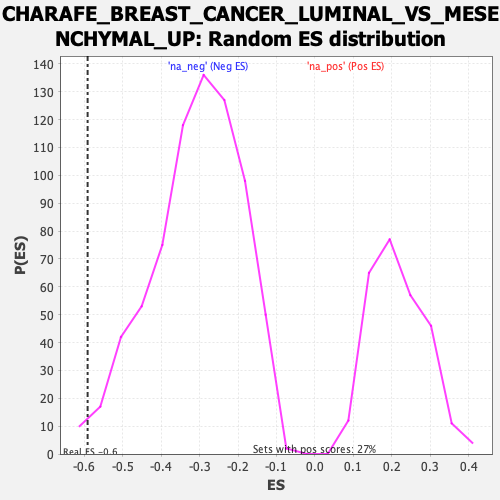 CHARAFE_BREAST_CANCER_LUMINAL_VS_MESE
NCHYMAL_UP: Random ES distribution
'na_neg' (Neg ES)
'na_pos' (Pos ES)
140
130
120
110
100
90
80
70
60
50
40
30
20
10
0
P(ES)
Real ES -0.6
Sets with pos scores: 27%
-0.6 -0.5 -0.4 -0.3 -0.2 -0.1 0.0 0.1 0.2 0.3 0.4
ES